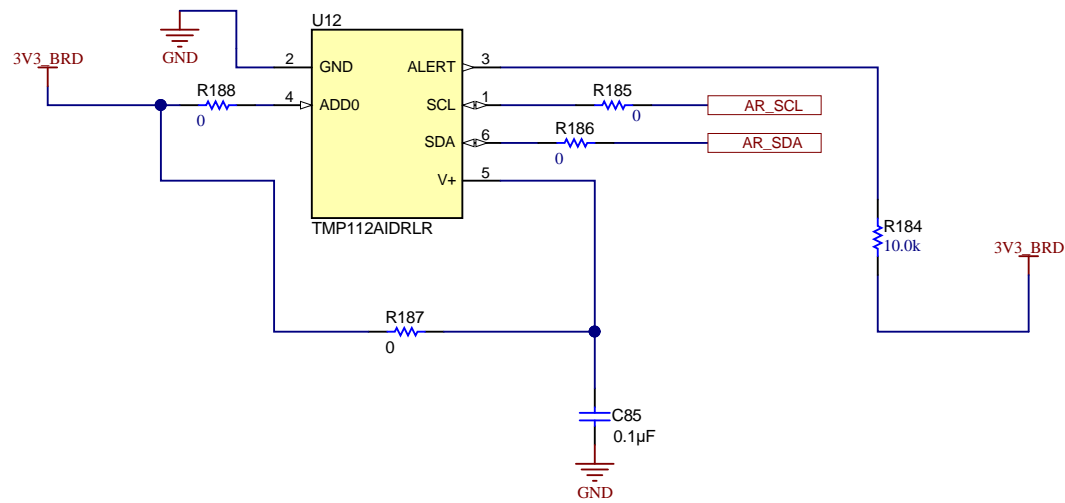 U12
GND
3V3_BRD
2
GND
ALERT
3
R188
0
4
ADD0
SCL
1
R185
0
AR_SCL
SDA
6
R186
0
AR_SDA
V+
5
TMP112AIDRLR
R184
10.0k
3V3_BRD
R187
0
C85
0.1µF
GND